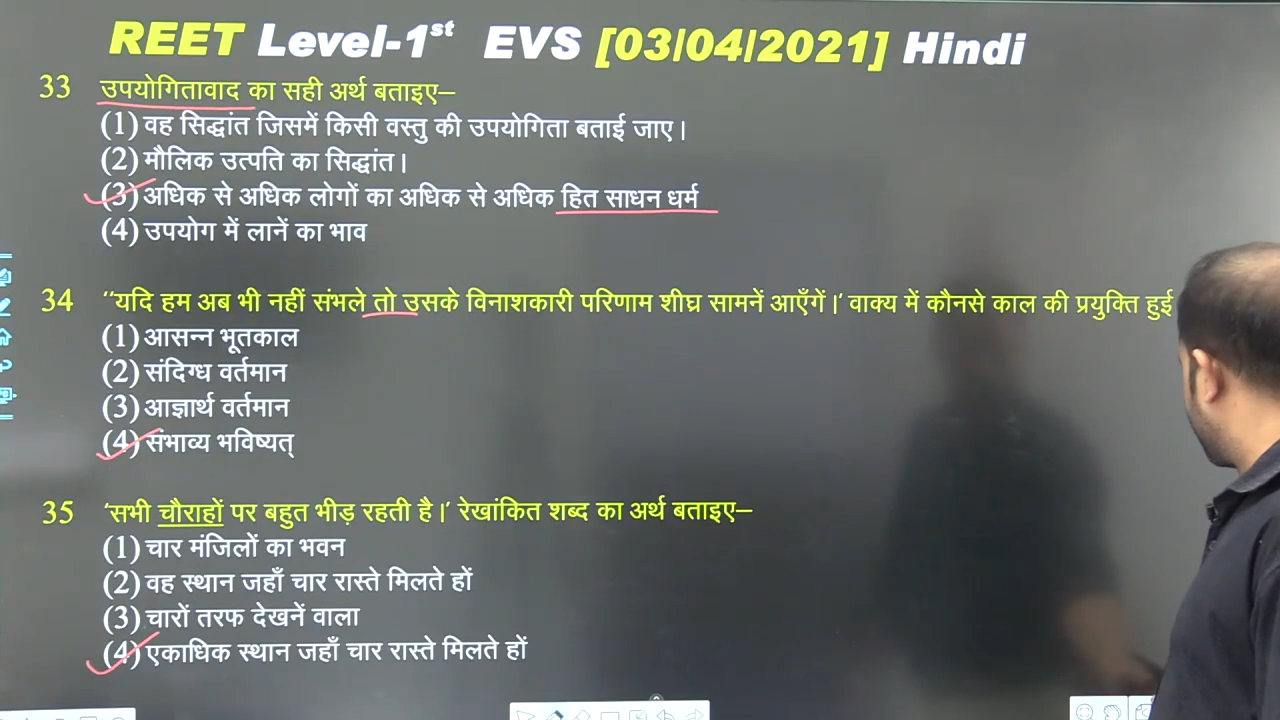 REET Level-1st EVS [03/04/2021] Hindi
33 उपयोगितावाद का सही अर्थ बताइए–
(1) वह सिद्धांत जिसमें किसी वस्तु की उपयोगिता बताई जाए।
(2) मौलिक उत्पति का सिद्धांत।
(3) अधिक से अधिक लोगों का अधिक से अधिक हित साधन धर्म
(4) उपयोग में लानें का भाव
34 ‘‘यदि हम अब भी नहीं संभले तो उसके विनाशकारी परिणाम शीघ्र सामनें आएँगें।’ वाक्य में कौनसे काल की प्रयुक्ति हुई
(1) आसन्न भूतकाल
(2) संदिग्ध वर्तमान
(3) आज्ञार्थ वर्तमान
(4) संभाव्य भविष्यत्
35 ‘सभी चौराहों पर बहुत भीड़ रहती है।’ रेखांकित शब्द का अर्थ बताइए–
(1) चार मंजिलों का भवन
(2) वह स्थान जहाँ चार रास्ते मिलते हों
(3) चारों तरफ देखनें वाला
(4) एकाधिक स्थान जहाँ चार रास्ते मिलते हों